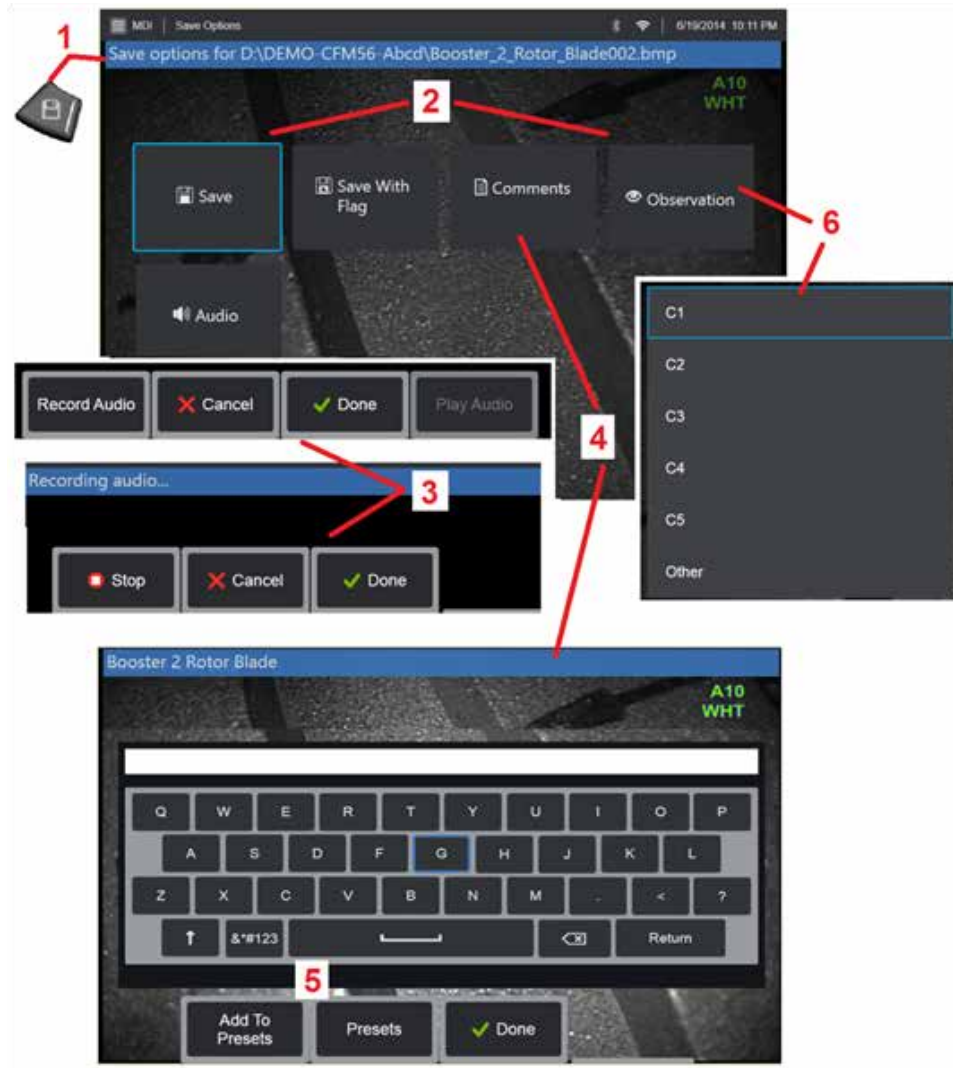 1
MDI | Save Options 6/19/2014 10:11 PM
Save options for D:\DEMO-CFM56-Abcd\Booster_2_Rotor_Blade002.bmp
A10
WHT
2
Save
Save With
Flag
Comments
Observation
6
Audio
C1
C2
C3
C4
C5
Other
Record Audio
Cancel
Done
Play Audio
4
3
Recording audio...
Stop
Cancel
Done
Booster 2 Rotor Blade
A10
WHT
Q W E R T Y U I O P
A S D F G H J K L
Z X C V B N M . < ?
&*#123 Return
5
Add To
Presets
Presets
Done